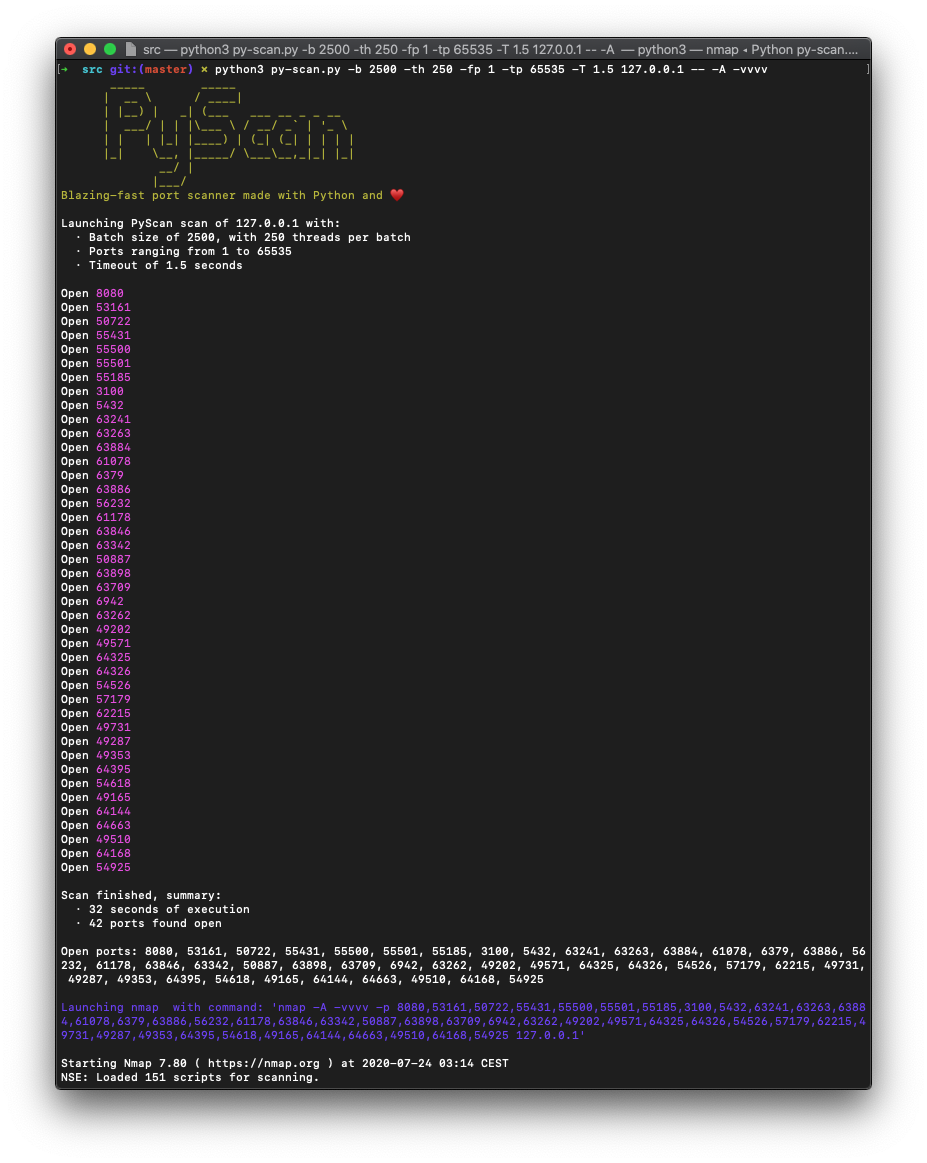 src — python3 py-scan.py -b 2500 -th 250 -fp 1 -tp 65535 -T 1.5 127.0.0.1 -- -A — python3 — nmap ◂ Python py-scan....
[➜ src git:(master) ✗ python3 py-scan.py -b 2500 -th 250 -fp 1 -tp 65535 -T 1.5 127.0.0.1 -- -A -vvvv ]
PyScan
Blazing-fast port scanner made with Python and ❤️
Launching PyScan scan of 127.0.0.1 with:
· Batch size of 2500, with 250 threads per batch
· Ports ranging from 1 to 65535
· Timeout of 1.5 seconds
Open 8080
Open 53161
Open 50722
Open 55431
Open 55500
Open 55501
Open 55185
Open 3100
Open 5432
Open 63241
Open 63263
Open 63884
Open 61078
Open 6379
Open 63886
Open 56232
Open 61178
Open 63846
Open 63342
Open 50887
Open 63898
Open 63709
Open 6942
Open 63262
Open 49202
Open 49571
Open 64325
Open 64326
Open 54526
Open 57179
Open 62215
Open 49731
Open 49287
Open 49353
Open 64395
Open 54618
Open 49165
Open 64144
Open 64663
Open 49510
Open 64168
Open 54925
Scan finished, summary:
· 32 seconds of execution
· 42 ports found open
Open ports: 8080, 53161, 50722, 55431, 55500, 55501, 55185, 3100, 5432, 63241, 63263, 63884, 61078, 6379, 63886, 56
232, 61178, 63846, 63342, 50887, 63898, 63709, 6942, 63262, 49202, 49571, 64325, 64326, 54526, 57179, 62215, 49731,
49287, 49353, 64395, 54618, 49165, 64144, 64663, 49510, 64168, 54925
Launching nmap  with command: 'nmap -A -vvvv -p 8080,53161,50722,55431,55500,55501,55185,3100,5432,63241,63263,6388
4,61078,6379,63886,56232,61178,63846,63342,50887,63898,63709,6942,63262,49202,49571,64325,64326,54526,57179,62215,4
9731,49287,49353,64395,54618,49165,64144,64663,49510,64168,54925 127.0.0.1'
Starting Nmap 7.80 ( https://nmap.org ) at 2020-07-24 03:14 CEST
NSE: Loaded 151 scripts for scanning.